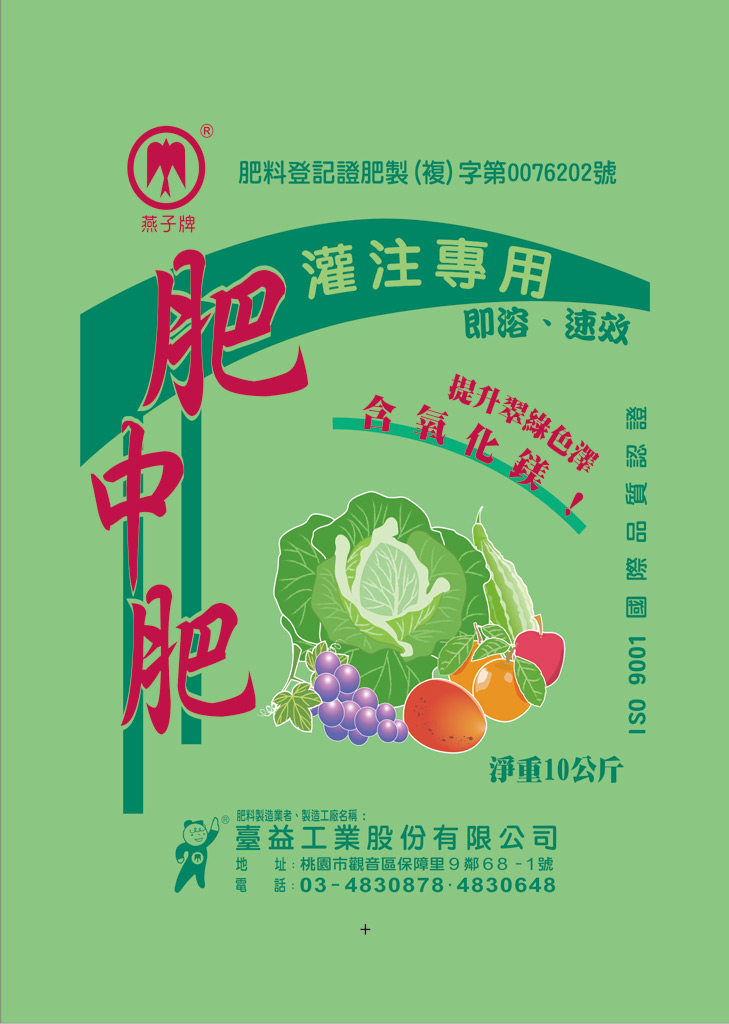 ®
燕子牌
肥料登記證肥製(複)字第0076202號
灌注專用
即溶、速效
肥中肥
提升翠綠色澤
含氧化鎂！
ISO 9001 國際品質認證
淨重10公斤
®
肥料製造業者、製造工廠名稱：
臺益工業股份有限公司
地 址：桃園市觀音區保障里9鄰68-1號
電 話：03-4830878·4830648